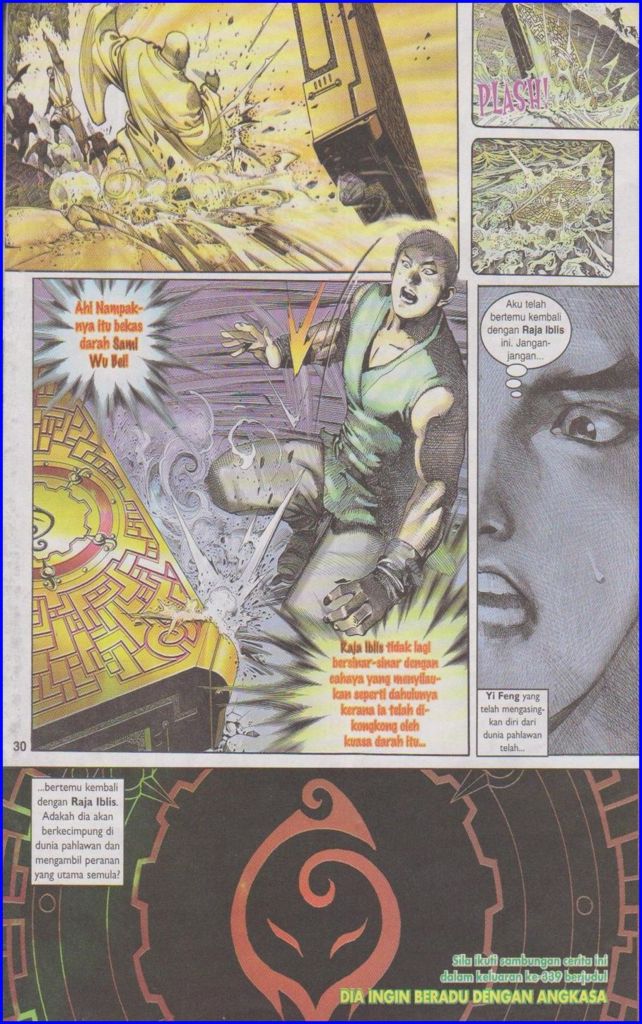 PLASH!
Ah! Nampak-
nya itu bekas
darah Sami
Wu Bei!
Aku telah
bertemu kembali
dengan Raja Iblis
ini. Jangan-
jangan...
Raja Iblis tidak lagi
bersinar-sinar dengan
cahaya yang menyilau-
kan seperti dahulunya
kerana ia telah di-
kongkong oleh
kuasa darah itu...
Yi Feng yang
telah mengasing-
kan diri dari
dunia pahlawan
telah...
30
...bertemu kembali
dengan Raja Iblis.
Adakah dia akan
berkecimpung di
dunia pahlawan dan
mengambil peranan
yang utama semula?
Sila ikuti sambungan cerita ini
dalam keluaran ke-339 berjudul
DIA INGIN BERADU DENGAN ANGKASA